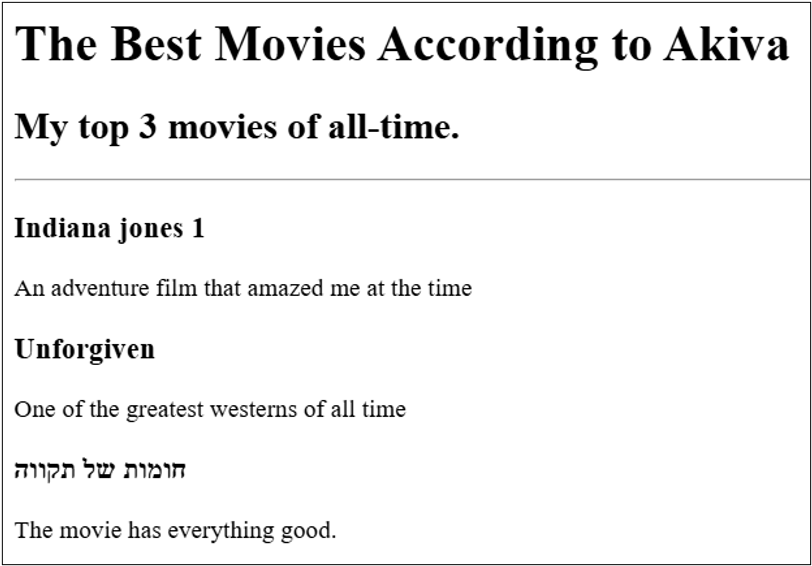 The Best Movies According to Akiva
My top 3 movies of all-time.
Indiana jones 1
An adventure film that amazed me at the time
Unforgiven
One of the greatest westerns of all time
חומות של תקווה
The movie has everything good.